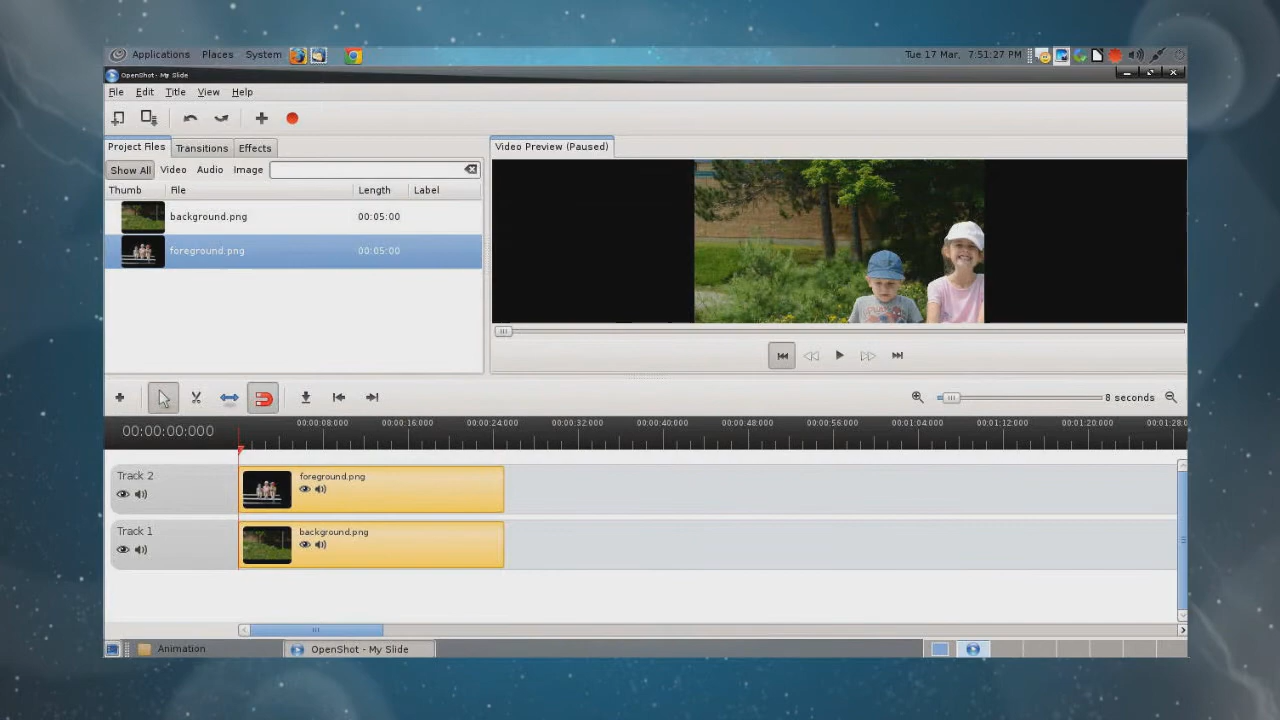 Applications Places System
Tue 17 Mar, 7:51:27 PM
OpenShot - My Slide
File Edit Title View Help
Project Files Transitions Effects
Video Preview (Paused)
Show All Video Audio Image
Thumb File Length Label
background.png 00:05:00
foreground.png 00:05:00
8 seconds
00:00:00:000
00:00:08:000 00:00:16:000 00:00:24:000 00:00:32:000 00:00:40:000 00:00:48:000 00:00:56:000 00:01:04:000 00:01:12:000 00:01:20:000 00:01:28:0
Track 2
foreground.png
Track 1
background.png
Animation
OpenShot - My Slide